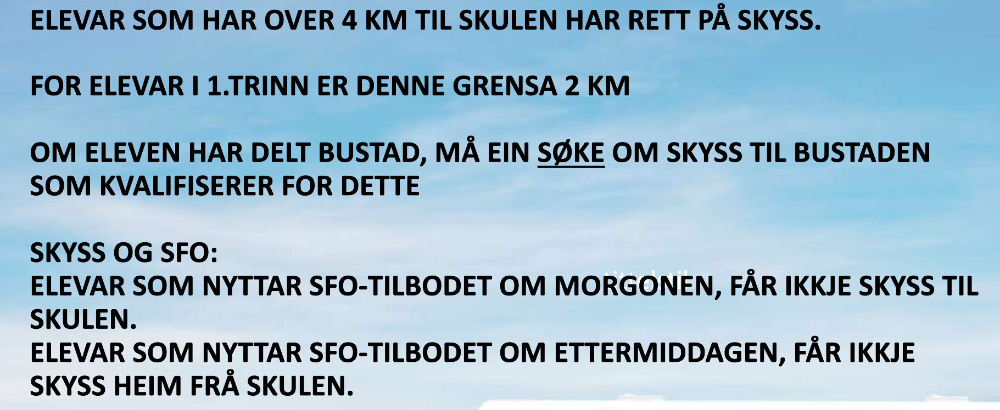 ELEVAR SOM HAR OVER 4 KM TIL SKULEN HAR RETT PÅ SKYSS.
FOR ELEVAR I 1.TRINN ER DENNE GRENSA 2 KM
OM ELEVEN HAR DELT BUSTAD, MÅ EIN SØKE OM SKYSS TIL BUSTADEN
SOM KVALIFISERER FOR DETTE
SKYSS OG SFO:
ELEVAR SOM NYTTAR SFO-TILBODET OM MORGONEN, FÅR IKKJE SKYSS TIL
SKULEN.
ELEVAR SOM NYTTAR SFO-TILBODET OM ETTERMIDDAGEN, FÅR IKKJE
SKYSS HEIM FRÅ SKULEN.